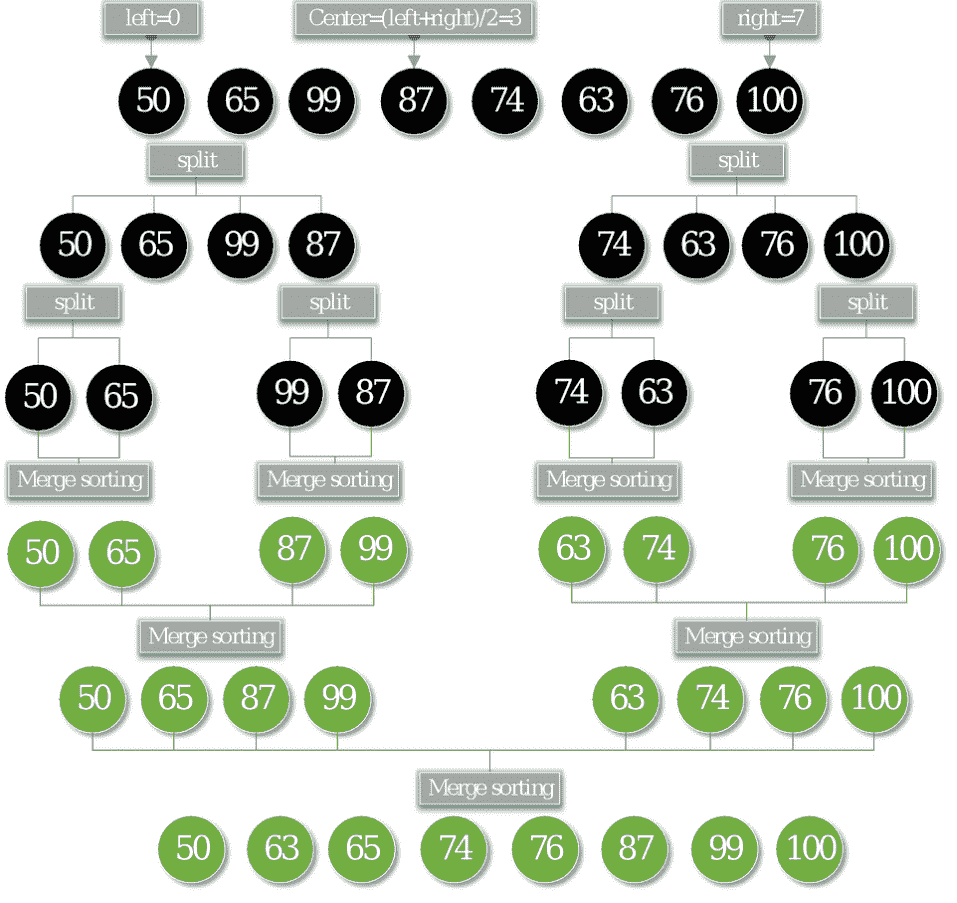 left=0 Center=(left+right)/2=3 right=7
50 65 99 87 74 63 76 100
split split
50 65 99 87 74 63 76 100
split split split split
50 65 99 87 74 63 76 100
Merge sorting Merge sorting Merge sorting Merge sorting
50 65 87 99 63 74 76 100
Merge sorting Merge sorting
50 65 87 99 63 74 76 100
Merge sorting
50 63 65 74 76 87 99 100